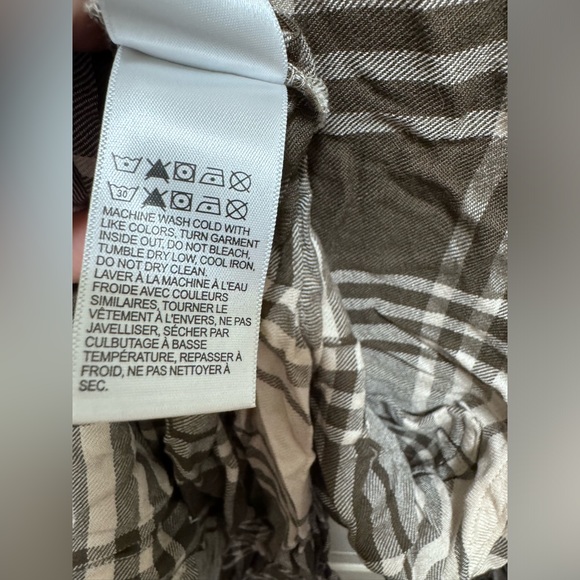 30
MACHINE WASH COLD WITH
LIKE COLORS. TURN GARMENT
INSIDE OUT, DO NOT BLEACH,
TUMBLE DRY LOW, COOL IRON,
DO NOT DRY CLEAN.
LAVER À LA MACHINE À L'EAU
FROIDE AVEC COULEURS
SIMILAIRES, TOURNER LE
VÊTEMENT À L'ENVERS, NE PAS
JAVELLISER, SÉCHER PAR
CULBUTAGE À BASSE
TEMPÉRATURE, REPASSER À
FROID, NE PAS NETTOYER À
SEC.